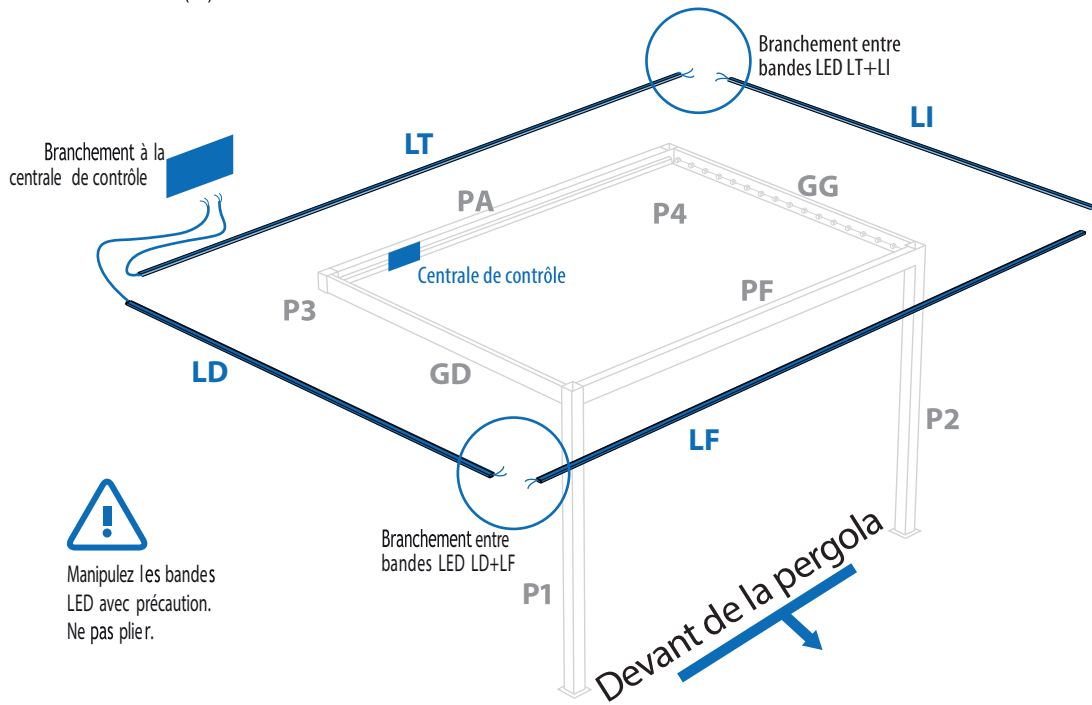 Branchement entre
bandes LED LT+LI
LI
LT
Branchement à la
centrale de contrôle
GG
PA
P4
Centrale de contrôle
PF
P3
LD
GD
P2
LF
Branchement entre
bandes LED LD+LF
Manipulez les bandes
LED avec précaution.
Ne pas plier.
P1
Devant de la pergola